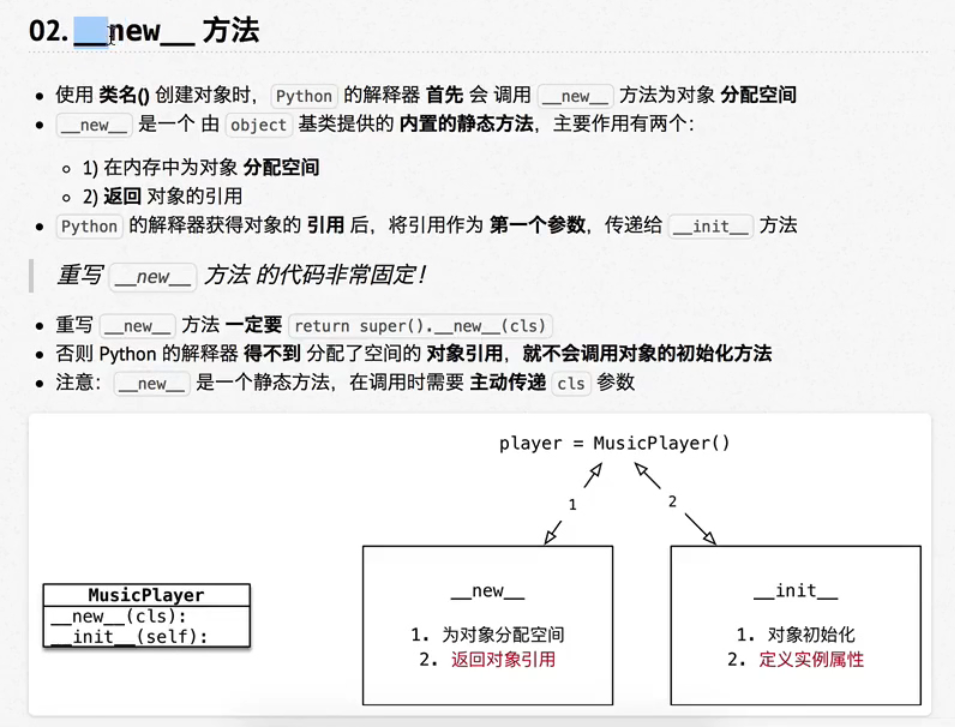 02. __new__ 方法
使用 类名() 创建对象时，Python 的解释器 首先 会 调用 __new__ 方法为对象 分配空间
__new__ 是一个 由 object 基类提供的 内置的静态方法，主要作用有两个：
1) 在内存中为对象 分配空间
2) 返回 对象的引用
Python 的解释器获得对象的 引用 后，将引用作为 第一个参数，传递给 __init__ 方法
重写 __new__ 方法 的代码非常固定！
重写 __new__ 方法 一定要 return super().__new__(cls)
否则 Python 的解释器 得不到 分配了空间的 对象引用，就不会调用对象的初始化方法
注意：__new__ 是一个静态方法，在调用时需要 主动传递 cls 参数
player = MusicPlayer()
1
2
MusicPlayer
__new__(cls):
__init__(self):
__new__
1. 为对象分配空间
2. 返回对象引用
__init__
1. 对象初始化
2. 定义实例属性